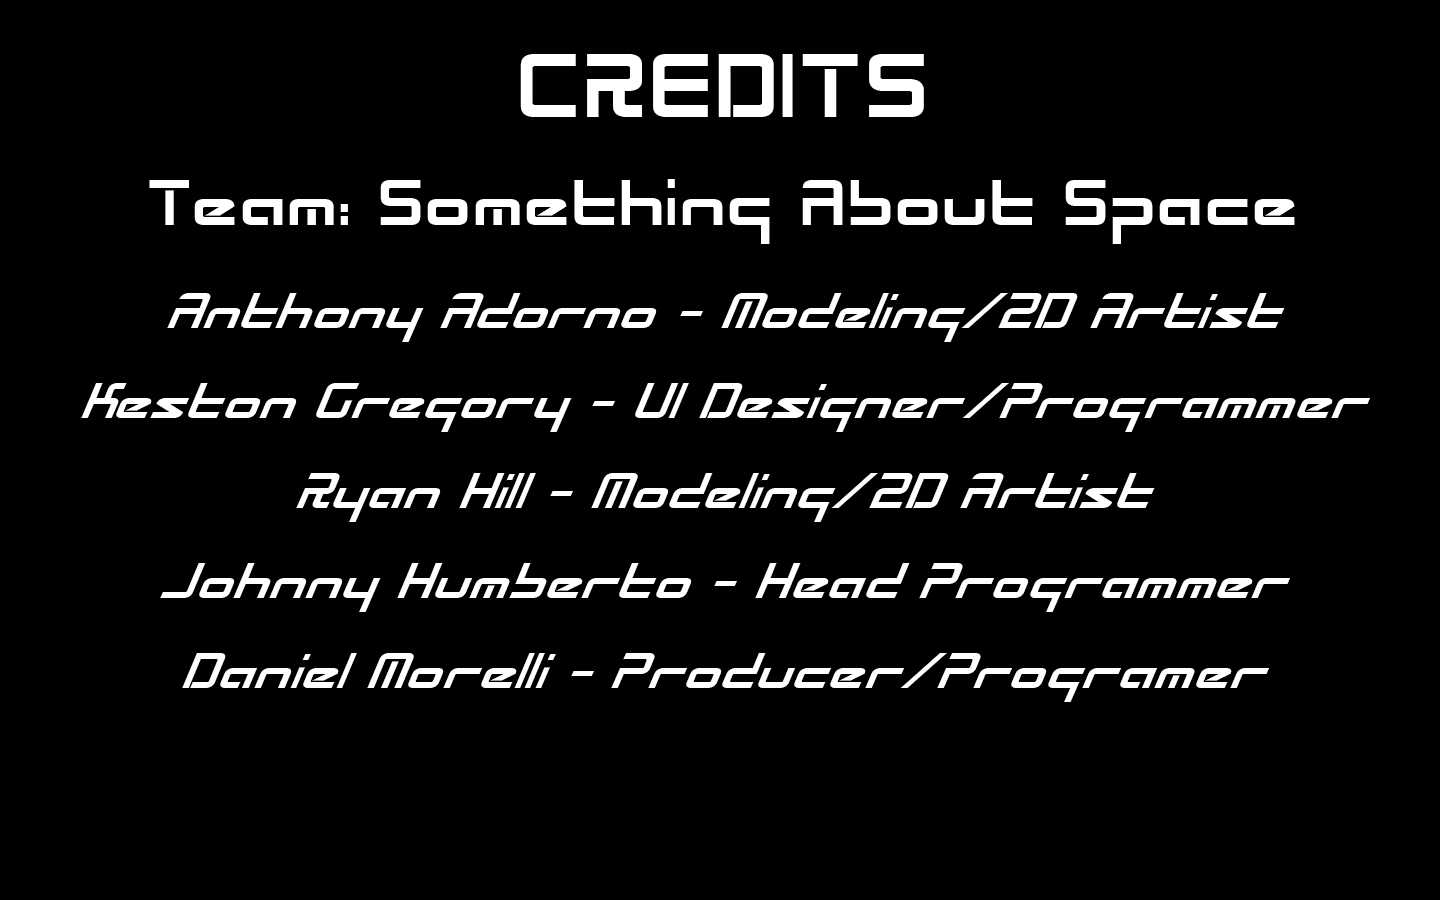 CREDITS
Team: Something About Space
Anthony Adorno - Modeling/2D Artist
Keston Gregory - UI Designer/Programmer
Ryan Hill - Modeling/2D Artist
Johnny Humberto - Head Programmer
Daniel Morelli - Producer/Programer